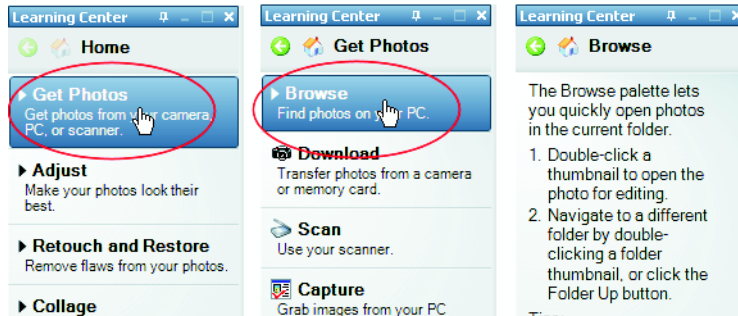 Learning Center
Home
Get Photos
Get photos from your camera,
PC, or scanner.
Adjust
Make your photos look their
best.
Retouch and Restore
Remove flaws from your photos.
Collage
Learning Center
Get Photos
Browse
Find photos on your PC.
Download
Transfer photos from a camera
or memory card.
Scan
Use your scanner.
Capture
Grab images from your PC
Learning Center
Browse
The Browse palette lets
you quickly open photos
in the current folder.
1. Double-click a
thumbnail to open the
photo for editing.
2. Navigate to a different
folder by double-
clicking a folder
thumbnail, or click the
Folder Up button.